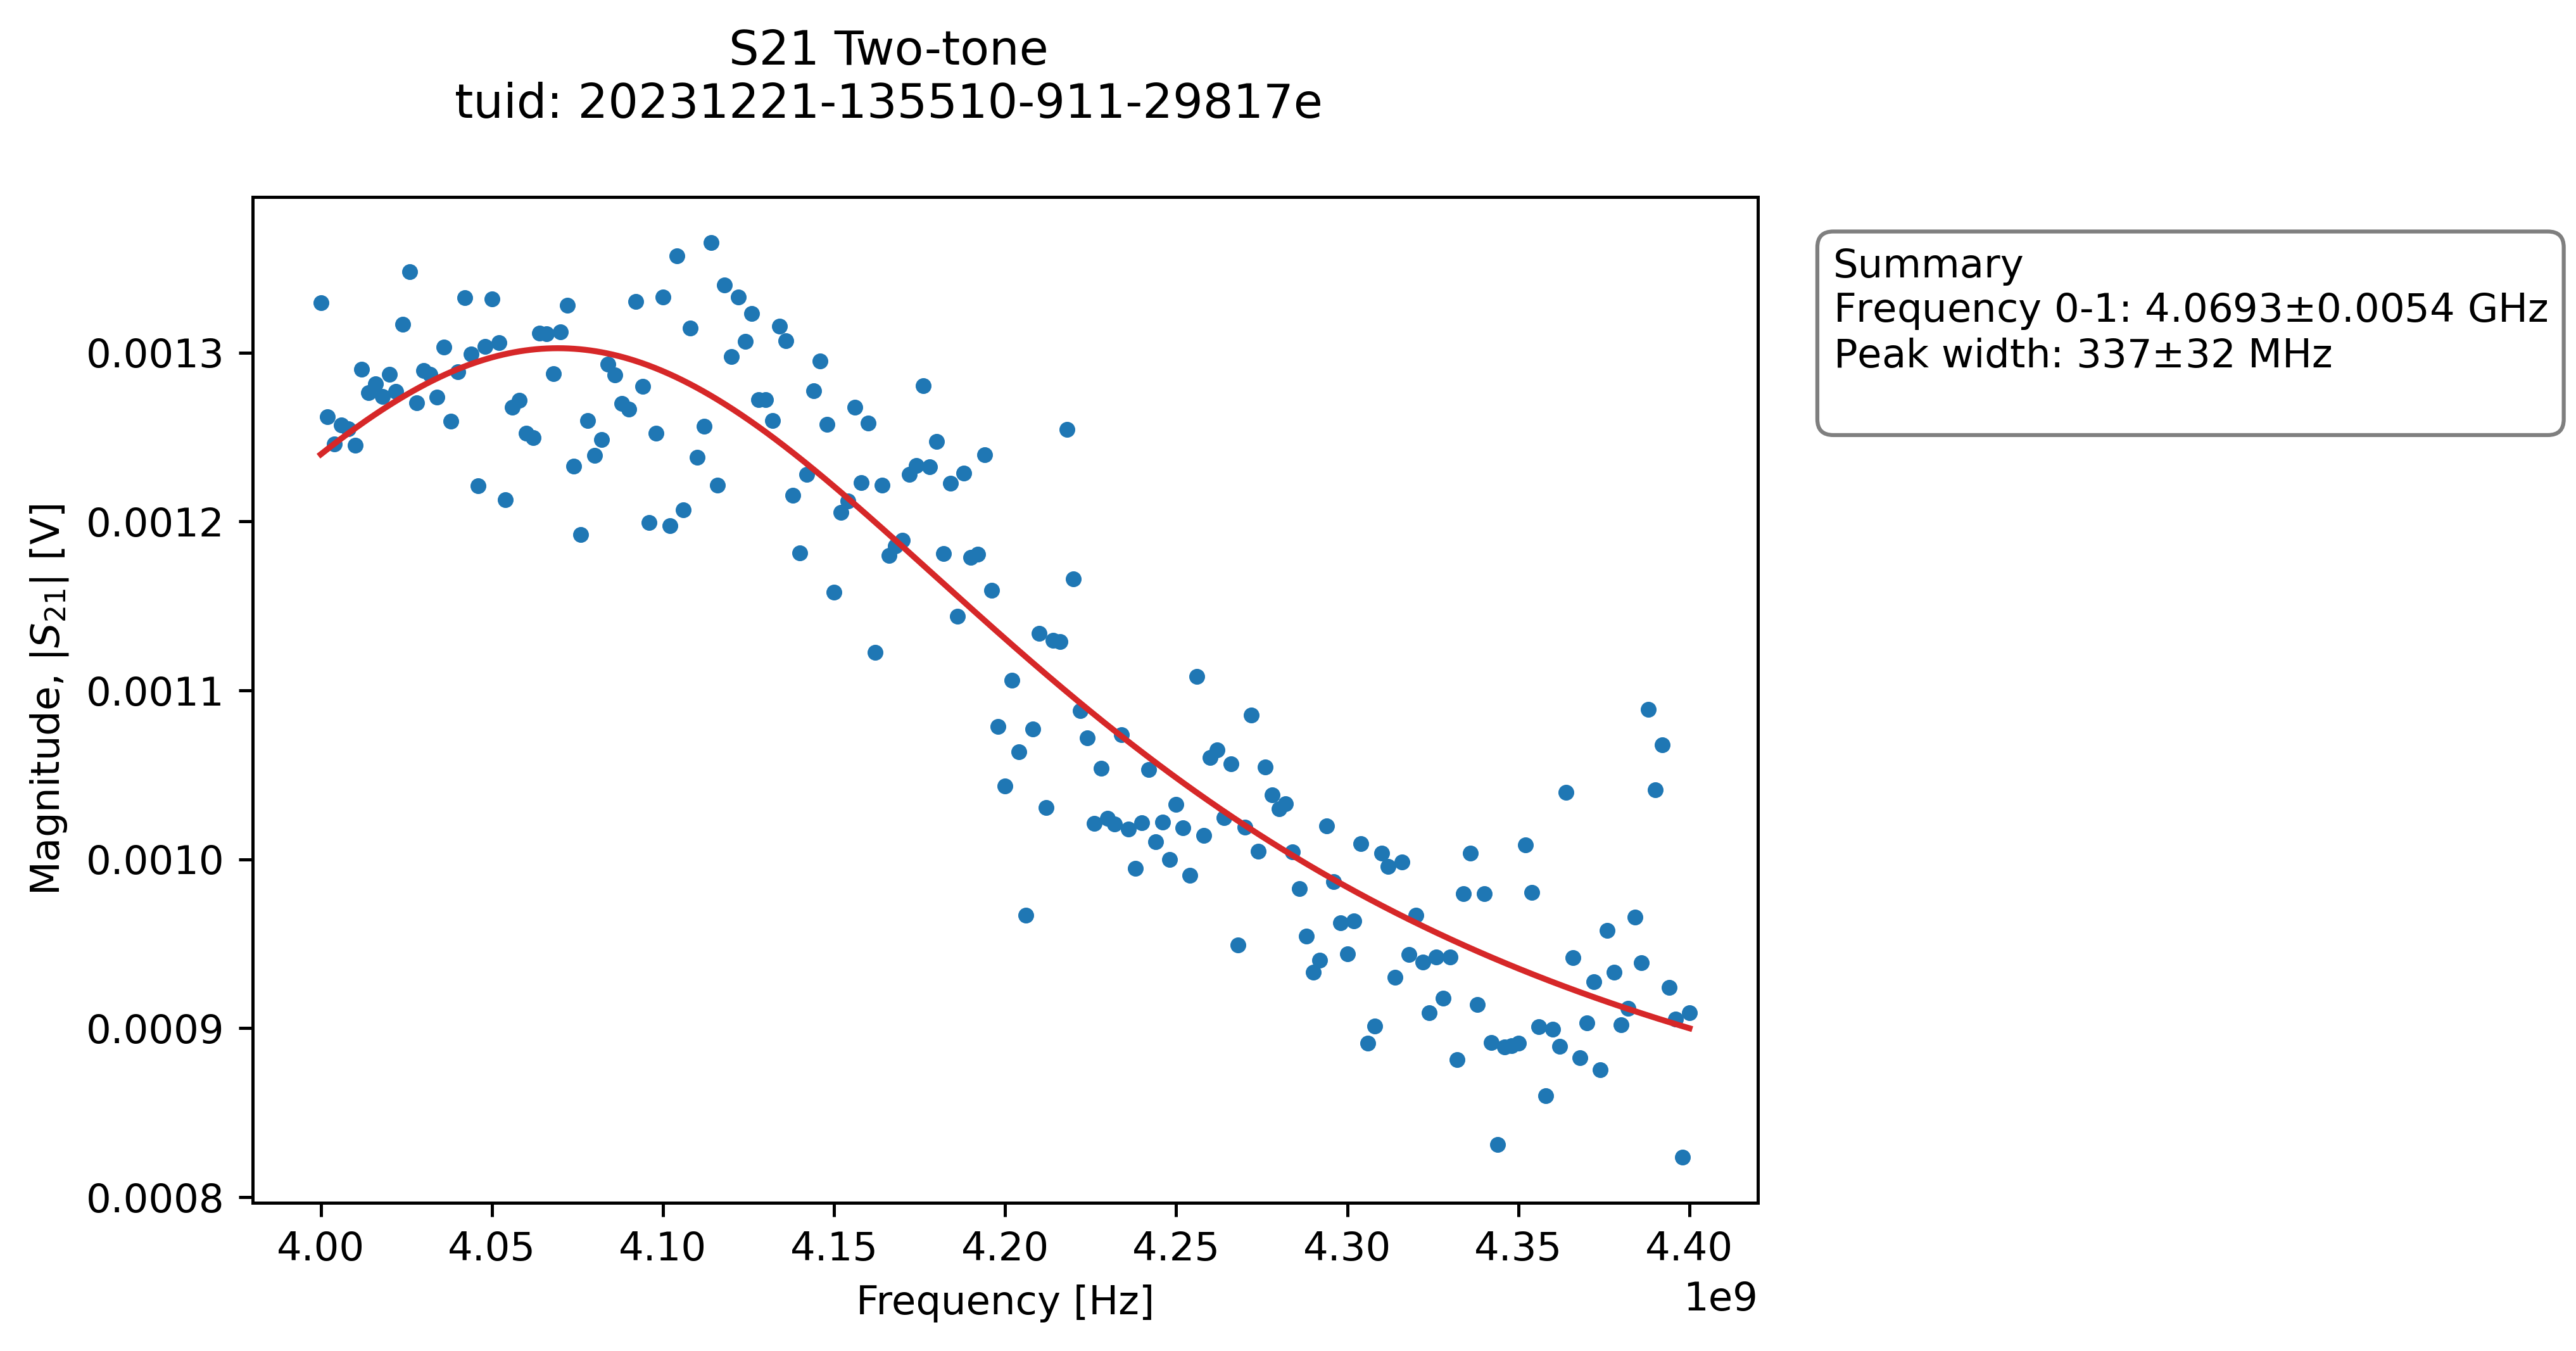 S21 Two-tone
tuid: 20231221-135510-911-29817e
Summary
Frequency 0-1: 4.0693±0.0054 GHz
Peak width: 337±32 MHz
Magnitude, |S₂₁| [V]
0.0013
0.0012
0.0011
0.0010
0.0009
0.0008
4.00 4.05 4.10 4.15 4.20 4.25 4.30 4.35 4.40
Frequency [Hz]
1e9